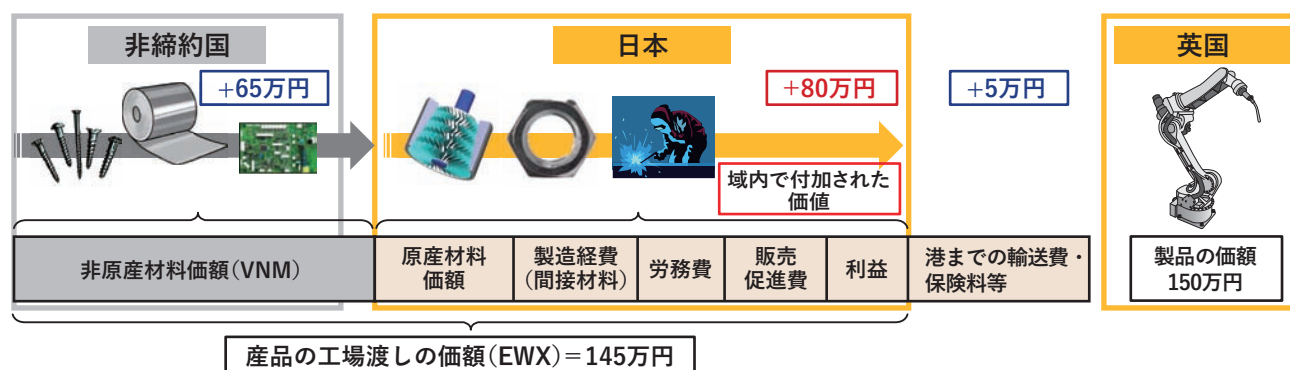 非締約国
日本
英国
+65万円
+80万円
+5万円
域内で付加された
価値
非原産材料価額(VNM)
原産材料
価額
製造経費
(間接材料)
労務費
販売
促進費
利益
港までの輸送費・
保険料等
製品の価額
150万円
産品の工場渡しの価額(EWX)=145万円